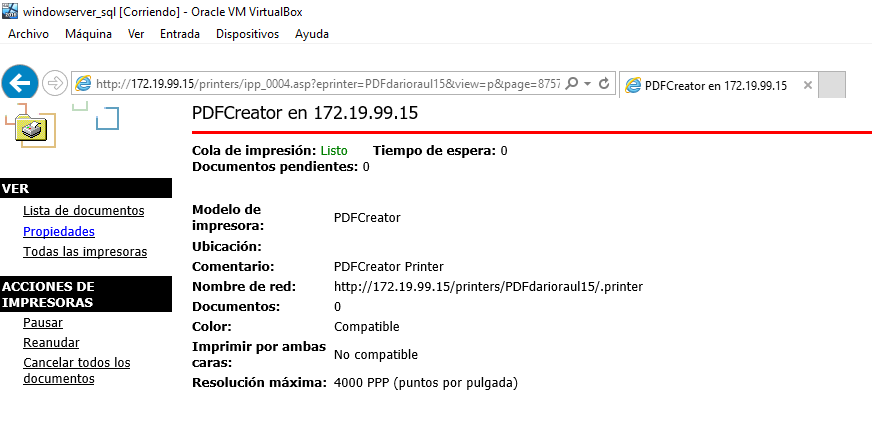 windowserver_sql [Corriendo] - Oracle VM VirtualBox
Archivo Máquina Ver Entrada Dispositivos Ayuda
http://172.19.99.15/printers/ipp_0004.asp?eprinter=PDFdarioraul15&view=p&page=8757
PDFCreator en 172.19.99.15
PDFCreator en 172.19.99.15
Cola de impresión: Listo Tiempo de espera: 0
Documentos pendientes: 0
VER
Lista de documentos
Propiedades
Todas las impresoras
ACCIONES DE
IMPRESORAS
Pausar
Reanudar
Cancelar todos los
documentos
Modelo de
impresora: PDFCreator
Ubicación:
Comentario: PDFCreator Printer
Nombre de red: http://172.19.99.15/printers/PDFdarioraul15/.printer
Documentos: 0
Color: Compatible
Imprimir por ambas
caras: No compatible
Resolución máxima: 4000 PPP (puntos por pulgada)